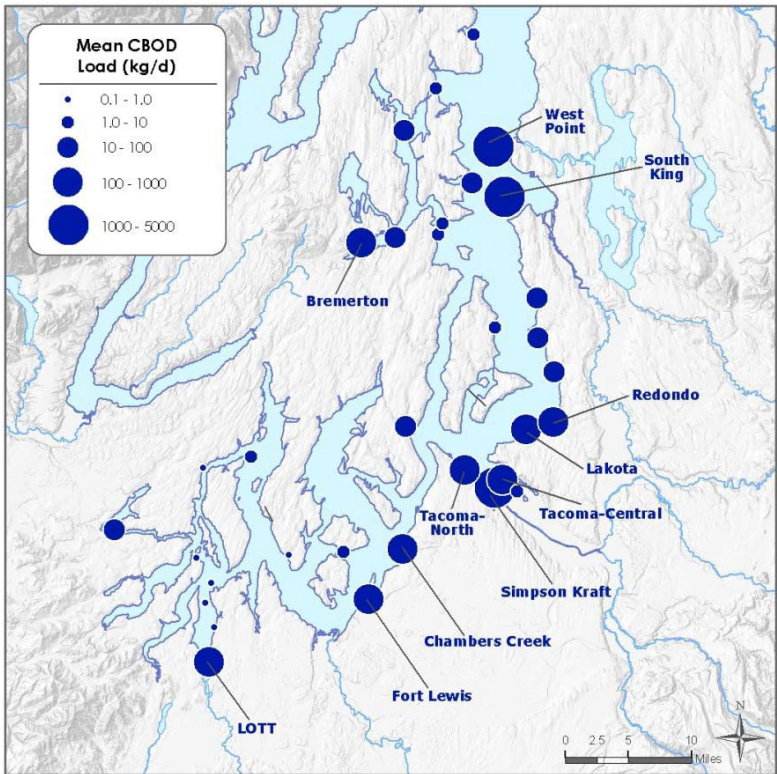 Mean CBOD
Load (kg/d)
0.1 - 1.0
1.0 - 10
10 - 100
100 - 1000
1000 - 5000
West
Point
South
King
Bremerton
Redondo
Lakota
Tacoma-
North
Tacoma-Central
Simpson Kraft
Chambers Creek
Fort Lewis
LOTT
N
0 2.5 5 10
Miles